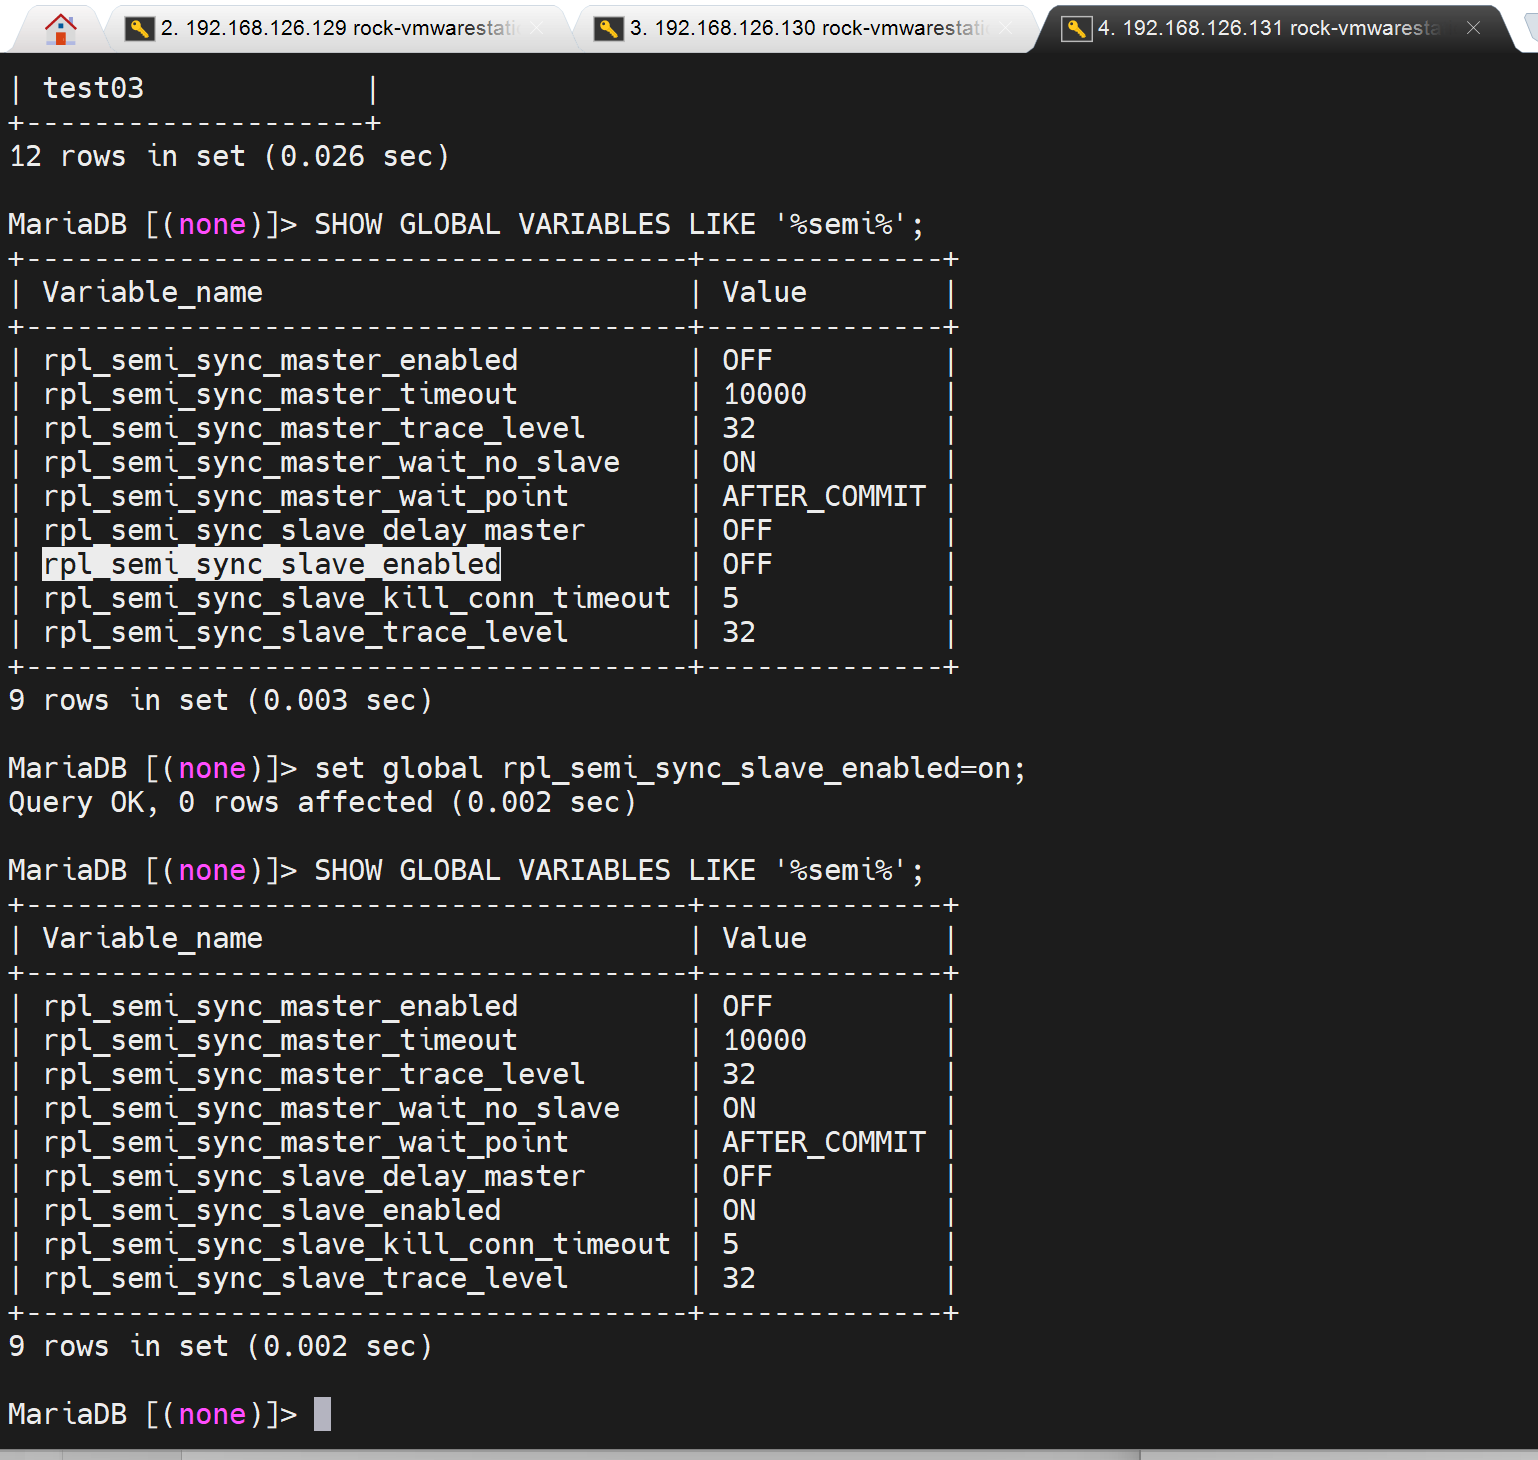 2. 192.168.126.129 rock-vmwarestati
3. 192.168.126.130 rock-vmwarestati
4. 192.168.126.131 rock-vmwaresta
| test03             |
+--------------------+
12 rows in set (0.026 sec)
MariaDB [(none)]> SHOW GLOBAL VARIABLES LIKE '%semi%';
+---------------------------------------+--------------+
| Variable_name                         | Value        |
+---------------------------------------+--------------+
| rpl_semi_sync_master_enabled          | OFF          |
| rpl_semi_sync_master_timeout          | 10000        |
| rpl_semi_sync_master_trace_level      | 32           |
| rpl_semi_sync_master_wait_no_slave    | ON           |
| rpl_semi_sync_master_wait_point       | AFTER_COMMIT |
| rpl_semi_sync_slave_delay_master      | OFF          |
| rpl_semi_sync_slave_enabled           | OFF          |
| rpl_semi_sync_slave_kill_conn_timeout | 5            |
| rpl_semi_sync_slave_trace_level       | 32           |
+---------------------------------------+--------------+
9 rows in set (0.003 sec)
MariaDB [(none)]> set global rpl_semi_sync_slave_enabled=on;
Query OK, 0 rows affected (0.002 sec)
MariaDB [(none)]> SHOW GLOBAL VARIABLES LIKE '%semi%';
+---------------------------------------+--------------+
| Variable_name                         | Value        |
+---------------------------------------+--------------+
| rpl_semi_sync_master_enabled          | OFF          |
| rpl_semi_sync_master_timeout          | 10000        |
| rpl_semi_sync_master_trace_level      | 32           |
| rpl_semi_sync_master_wait_no_slave    | ON           |
| rpl_semi_sync_master_wait_point       | AFTER_COMMIT |
| rpl_semi_sync_slave_delay_master      | OFF          |
| rpl_semi_sync_slave_enabled           | ON           |
| rpl_semi_sync_slave_kill_conn_timeout | 5            |
| rpl_semi_sync_slave_trace_level       | 32           |
+---------------------------------------+--------------+
9 rows in set (0.002 sec)
MariaDB [(none)]>